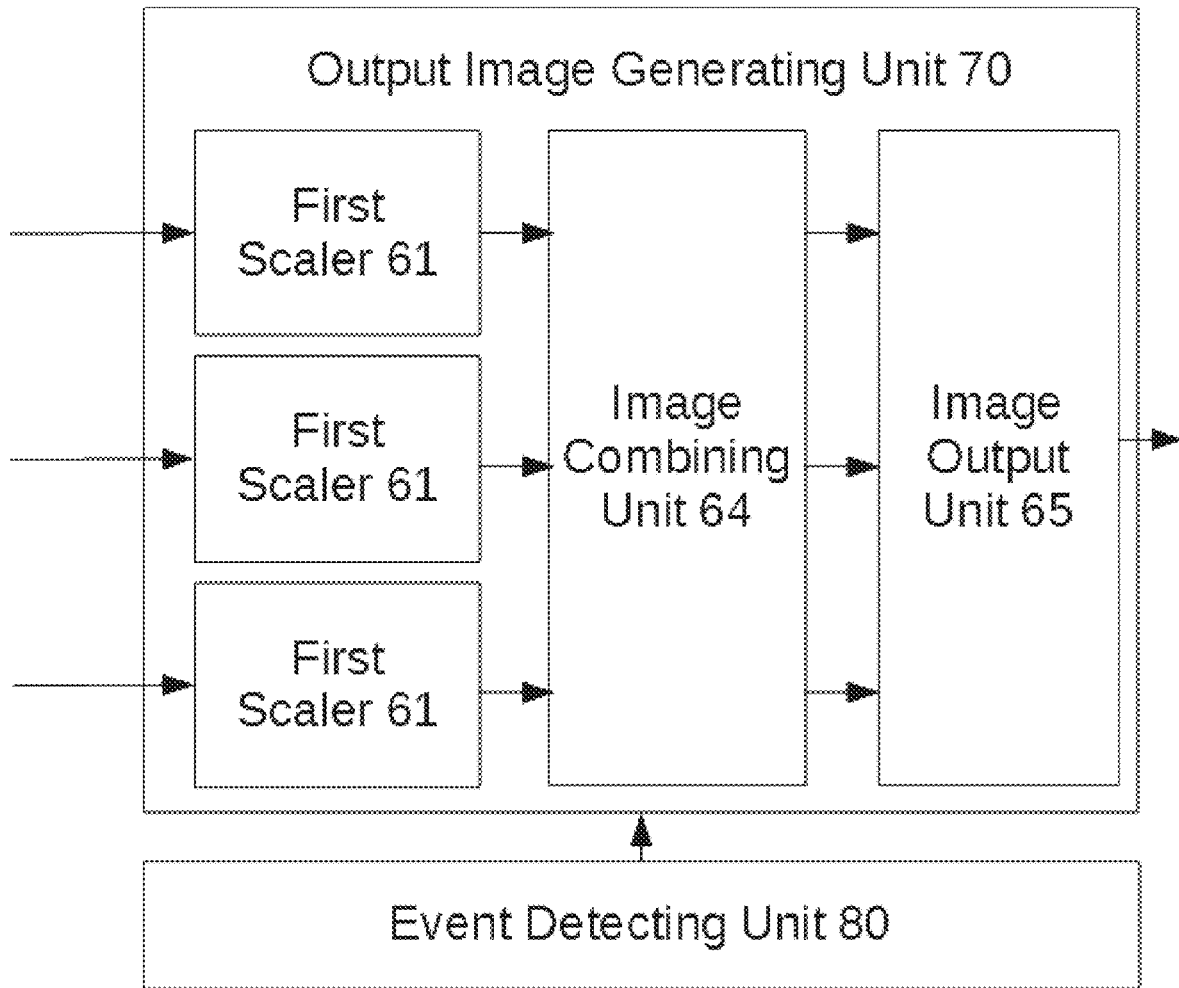 Output Image Generating Unit 70
First
Scaler 61
First
Scaler 61
First
Scaler 61
Image
Combining
Unit 64
Image
Output
Unit 65
Event Detecting Unit 80